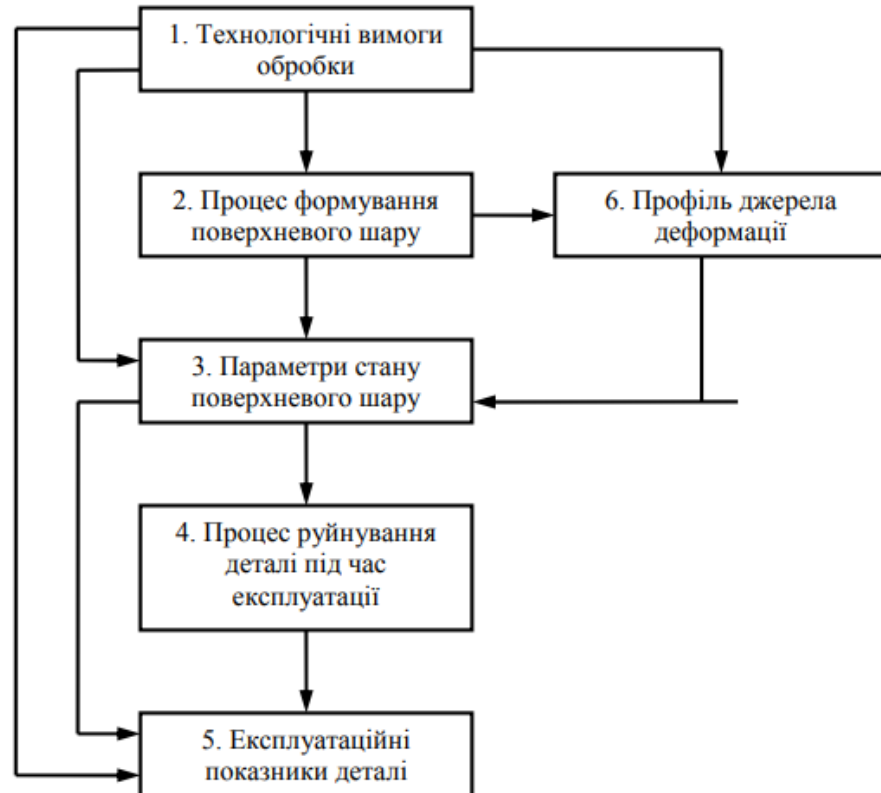 1. Технологічні вимоги
обробки
2. Процес формування
поверхневого шару
6. Профіль джерела
деформації
3. Параметри стану
поверхневого шару
4. Процес руйнування
деталі під час
експлуатації
5. Експлуатаційні
показники деталі